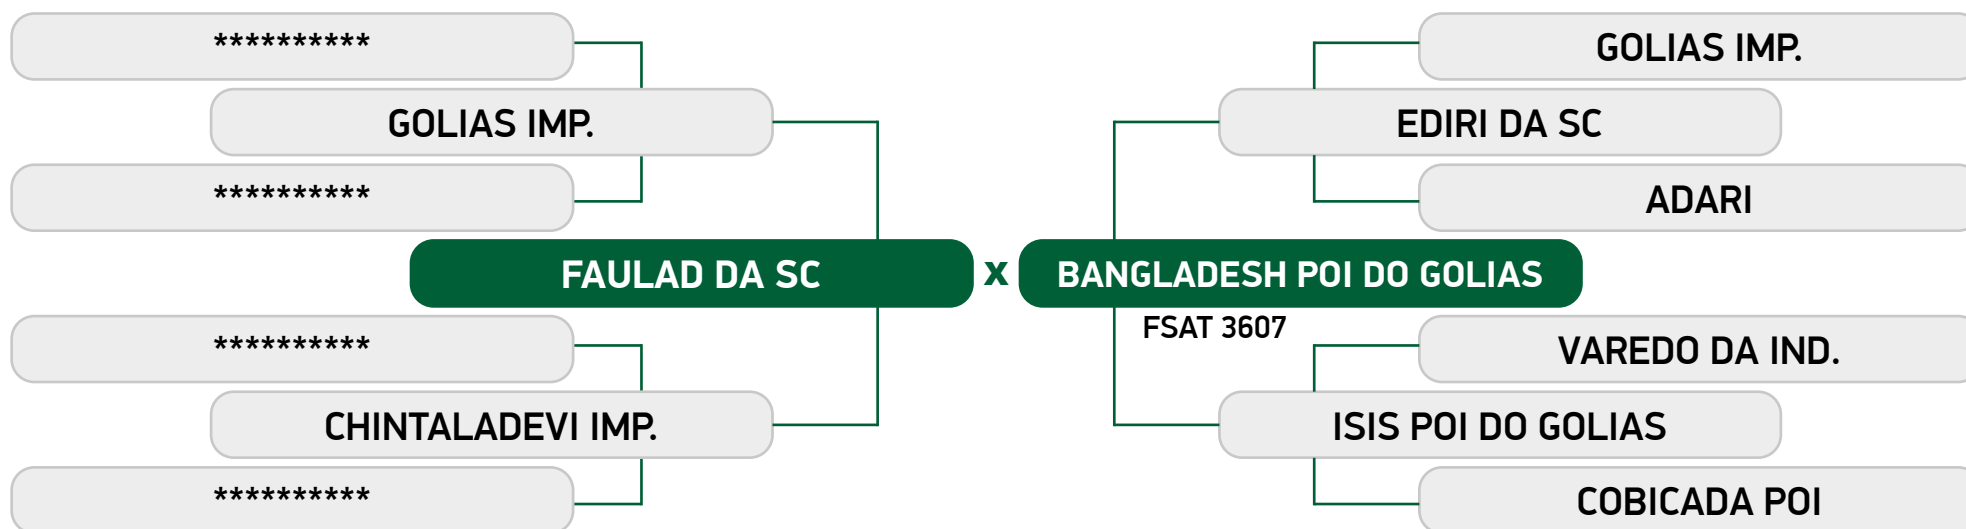 **********
GOLIAS IMP.
**********
FAULAD DA SC
**********
CHINTALADEVI IMP.
**********
x
GOLIAS IMP.
EDIRI DA SC
ADARI
BANGLADESH POI DO GOLIAS
FSAT 3607
VAREDO DA IND.
ISIS POI DO GOLIAS
COBICADA POI